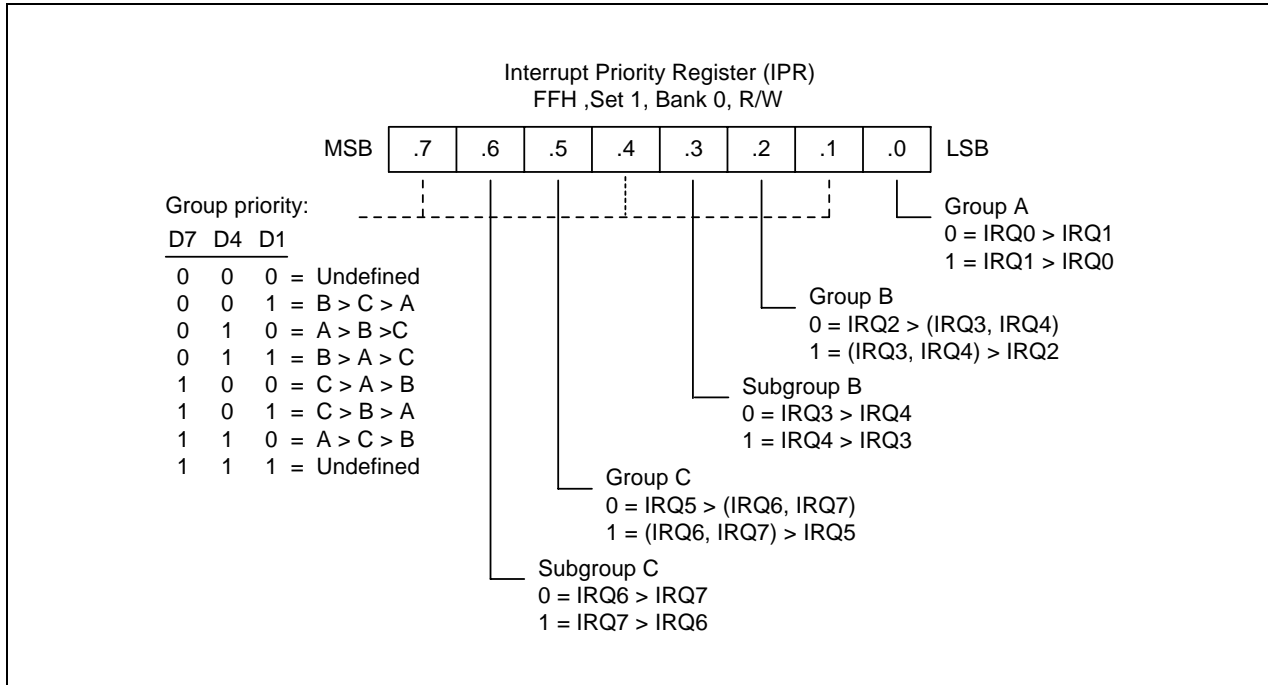 Interrupt Priority Register (IPR)
FFH ,Set 1, Bank 0, R/W
MSB .7 .6 .5 .4 .3 .2 .1 .0 LSB
Group priority:
D7 D4 D1
0 0 0 = Undefined
0 0 1 = B > C > A
0 1 0 = A > B >C
0 1 1 = B > A > C
1 0 0 = C > A > B
1 0 1 = C > B > A
1 1 0 = A > C > B
1 1 1 = Undefined
Group A
0 = IRQ0 > IRQ1
1 = IRQ1 > IRQ0
Group B
0 = IRQ2 > (IRQ3, IRQ4)
1 = (IRQ3, IRQ4) > IRQ2
Subgroup B
0 = IRQ3 > IRQ4
1 = IRQ4 > IRQ3
Group C
0 = IRQ5 > (IRQ6, IRQ7)
1 = (IRQ6, IRQ7) > IRQ5
Subgroup C
0 = IRQ6 > IRQ7
1 = IRQ7 > IRQ6